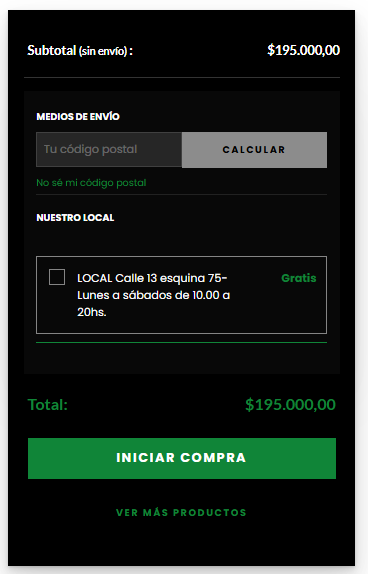 Subtotal (sin envío) : $195.000,00
MEDIOS DE ENVÍO
Tu código postal CALCULAR
No sé mi código postal
NUESTRO LOCAL
LOCAL Calle 13 esquina 75- Gratis
Lunes a sábados de 10.00 a
20hs.
Total: $195.000,00
INICIAR COMPRA
VER MÁS PRODUCTOS